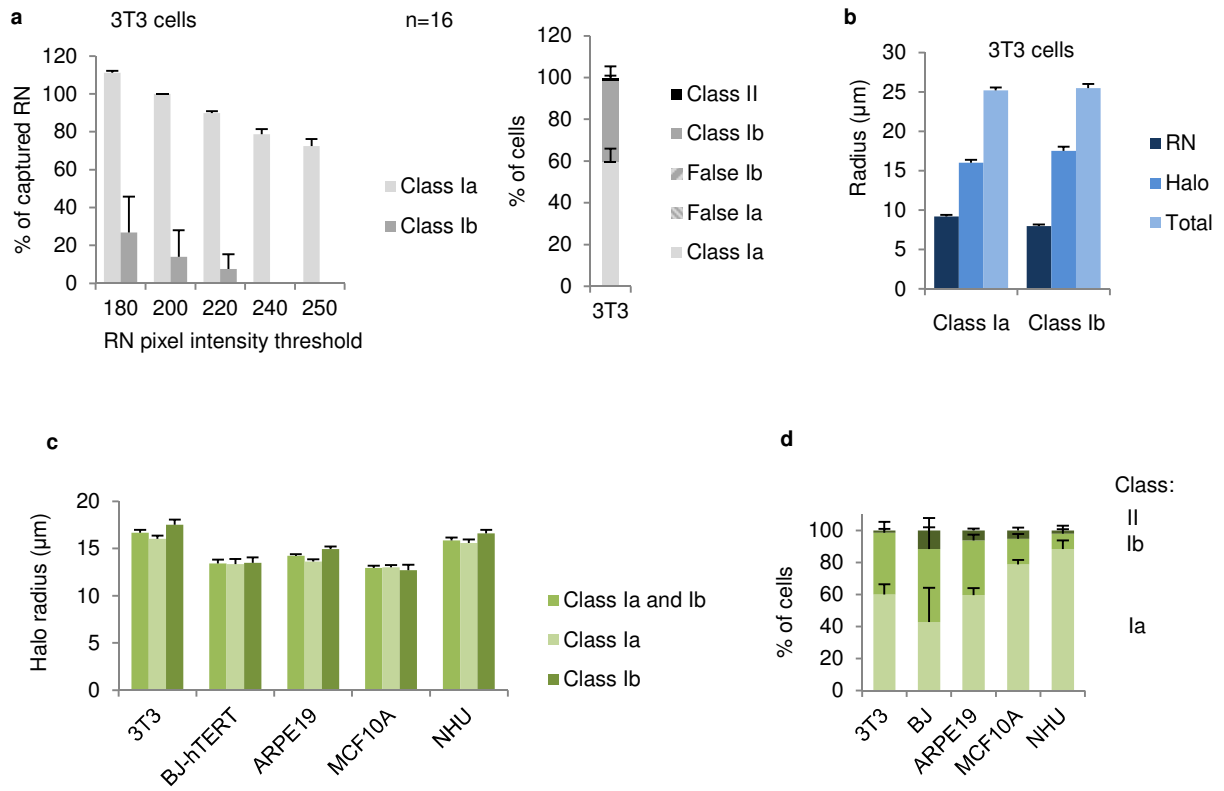 a
3T3 cells
n=16
% of captured RN
120
100
80
60
40
20
0
180 200 220 240 250
RN pixel intensity threshold
Class Ia
Class Ib
% of cells
120
100
80
60
40
20
0
3T3
Class II
Class Ib
False Ib
False Ia
Class Ia
b
3T3 cells
Radius (µm)
30
25
20
15
10
5
0
Class Ia Class Ib
RN
Halo
Total
c
Halo radius (µm)
20
15
10
5
0
3T3
BJ-hTERT
ARPE19
MCF10A
NHU
Class Ia and Ib
Class Ia
Class Ib
d
% of cells
100
80
60
40
20
0
3T3
BJ
ARPE19
MCF10A
NHU
Class:
II
Ib
Ia